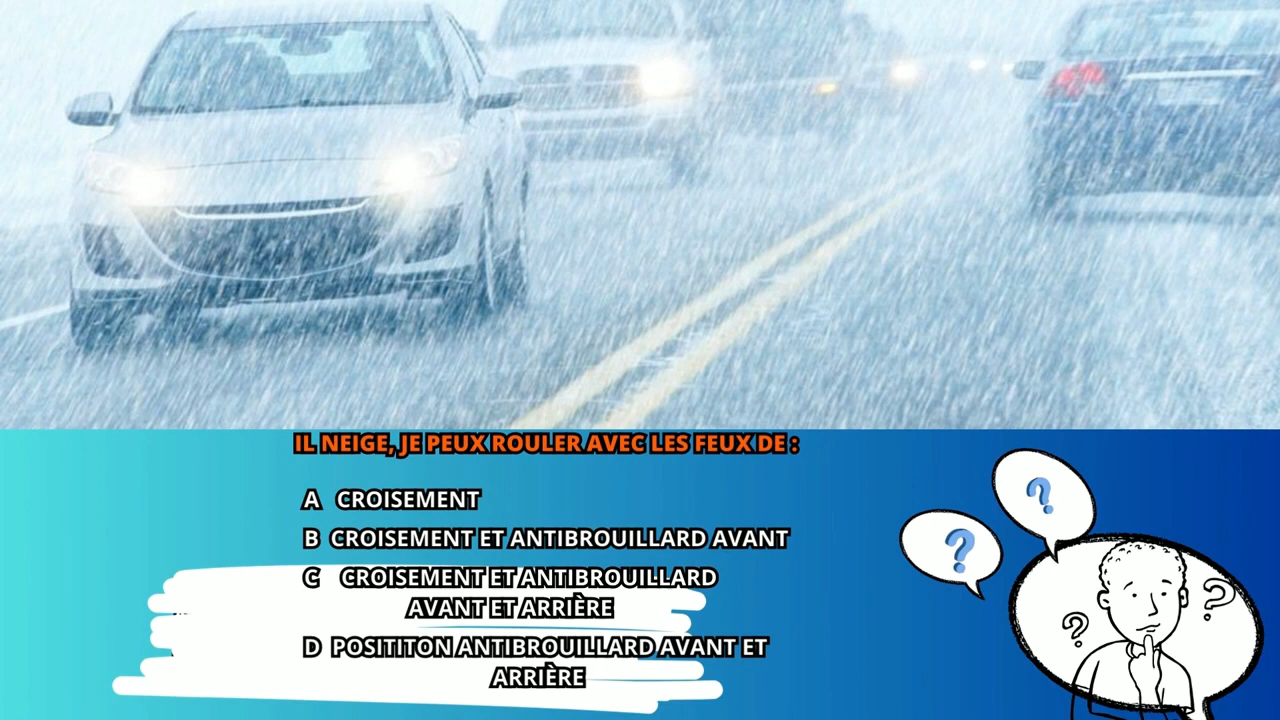 IL NEIGE, JE PEUX ROULER AVEC LES FEUX DE :
A CROISEMENT
B CROISEMENT ET ANTIBROUILLARD AVANT
C CROISEMENT ET ANTIBROUILLARD
AVANT ET ARRIÈRE
D POSITITON ANTIBROUILLARD AVANT ET
ARRIÈRE
?
?
?
?